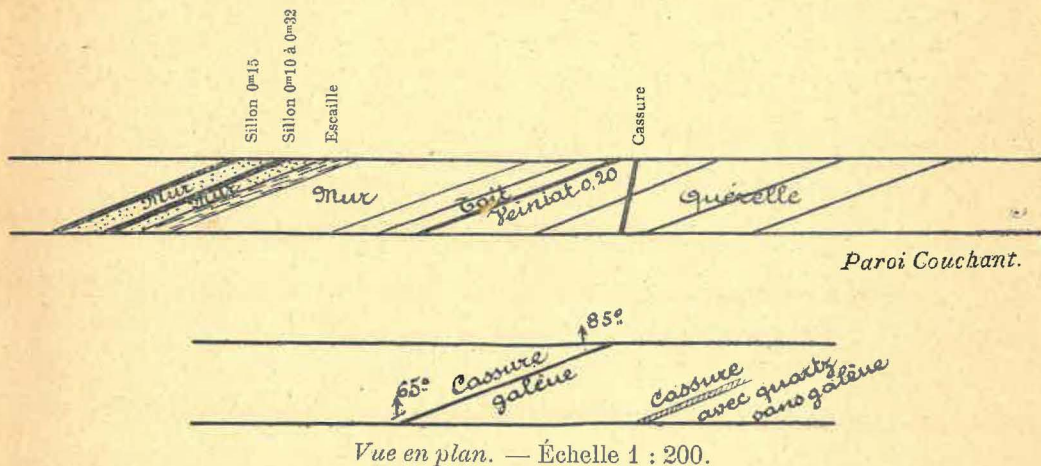 Sillon 0m15
Sillon 0m10 à 0m32
Escaille
Cassure
Mur
Mur
Mur
Toit
Veiniat 0,20
Quérelle
Paroi Couchant.
85°
65°
Cassure
galène
Cassure
avec quartz
sans galène
Vue en plan. — Échelle 1 : 200.